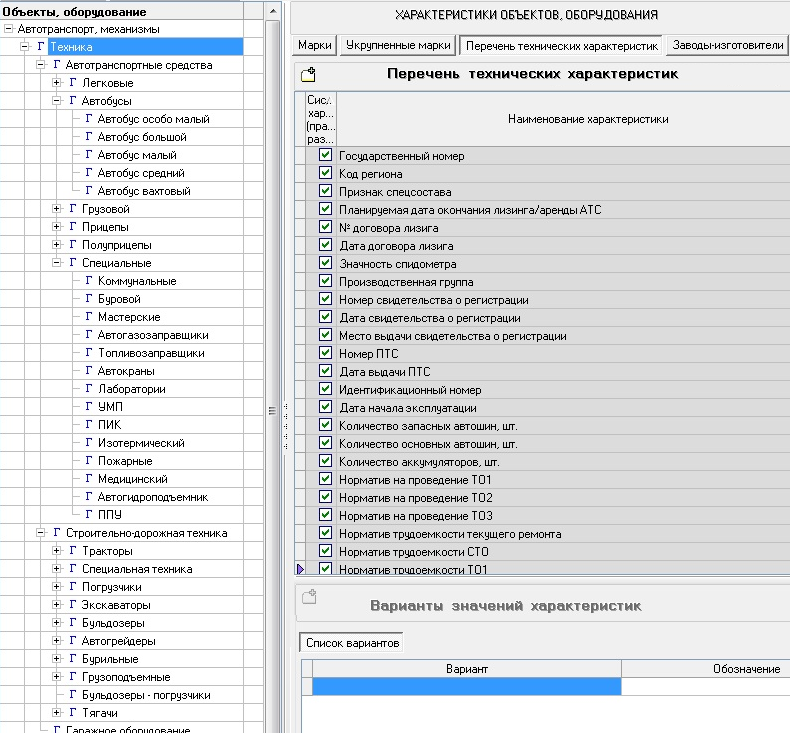 Объекты, оборудование
Автотранспорт, механизмы
Г Техника
Г Автотранспортные средства
Г Легковые
Г Автобусы
Г Автобус особо малый
Г Автобус большой
Г Автобус малый
Г Автобус средний
Г Автобус вахтовый
Г Грузовой
Г Прицепы
Г Полуприцепы
Г Специальные
Г Коммунальные
Г Буровой
Г Мастерские
Г Автогазозаправщики
Г Топливозаправщики
Г Автокраны
Г Лаборатории
Г УМП
Г ПИК
Г Изотермический
Г Пожарные
Г Медицинский
Г Автогидроподъемник
Г ППУ
Г Строительно-дорожная техника
Г Тракторы
Г Специальная техника
Г Погрузчики
Г Экскаваторы
Г Бульдозеры
Г Автогрейдеры
Г Бурильные
Г Грузоподъемные
Г Бульдозеры - погрузчики
Г Тягачи
Г Гаражное оборудование
ХАРАКТЕРИСТИКИ ОБЪЕКТОВ, ОБОРУДОВАНИЯ
Марки
Укрупненные марки
Перечень технических характеристик
Заводы-изготовители
Перечень технических характеристик
Сис/.
хар...
(пра...
раз...
Наименование характеристики
Государственный номер
Код региона
Признак спецсостава
Планируемая дата окончания лизинга/аренды АТС
№ договора лизига
Дата договора лизига
Значность спидометра
Производственная группа
Номер свидетельства о регистрации
Дата свидетельства о регистрации
Место выдачи свидетельства о регистрации
Номер ПТС
Дата выдачи ПТС
Идентификационный номер
Дата начала эксплуатации
Количество запасных автошин, шт.
Количество основных автошин, шт.
Количество аккумуляторов, шт.
Норматив на проведение ТО1
Норматив на проведение ТО2
Норматив на проведение ТО3
Норматив трудоемкости текущего ремонта
Норматив трудоемкости СТО
Норматив трудоемкости ТО1
Варианты значений характеристик
Список вариантов
Вариант
Обозначение